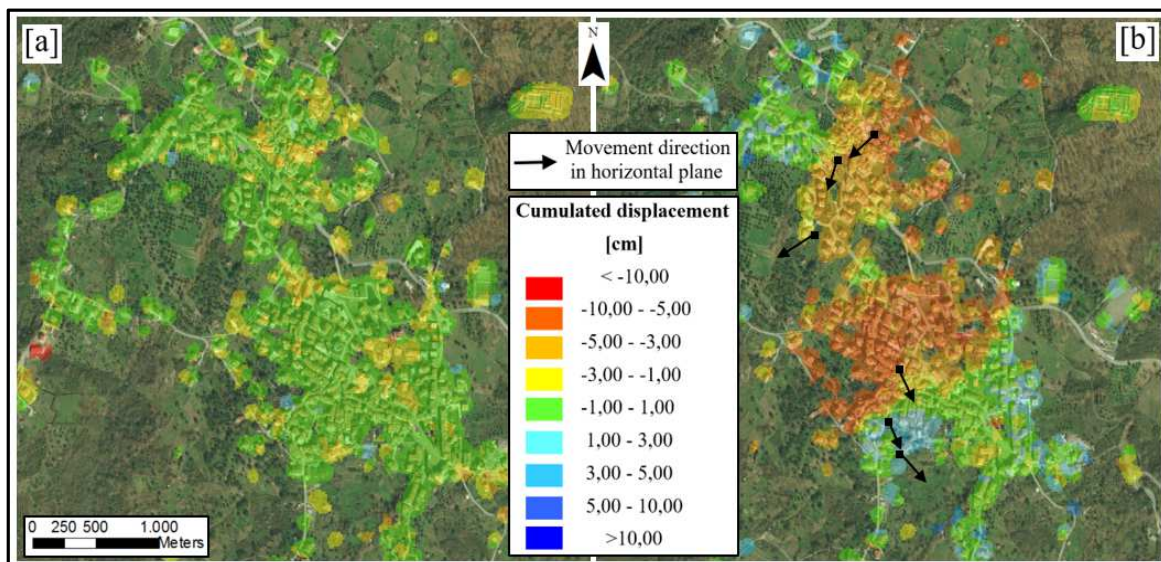 [a]
N
[b]
Movement direction
in horizontal plane
Cumulated displacement
[cm]
< -10,00
-10,00 - -5,00
-5,00 - -3,00
-3,00 - -1,00
-1,00 - 1,00
1,00 - 3,00
3,00 - 5,00
5,00 - 10,00
>10,00
0 250 500 1.000
Meters